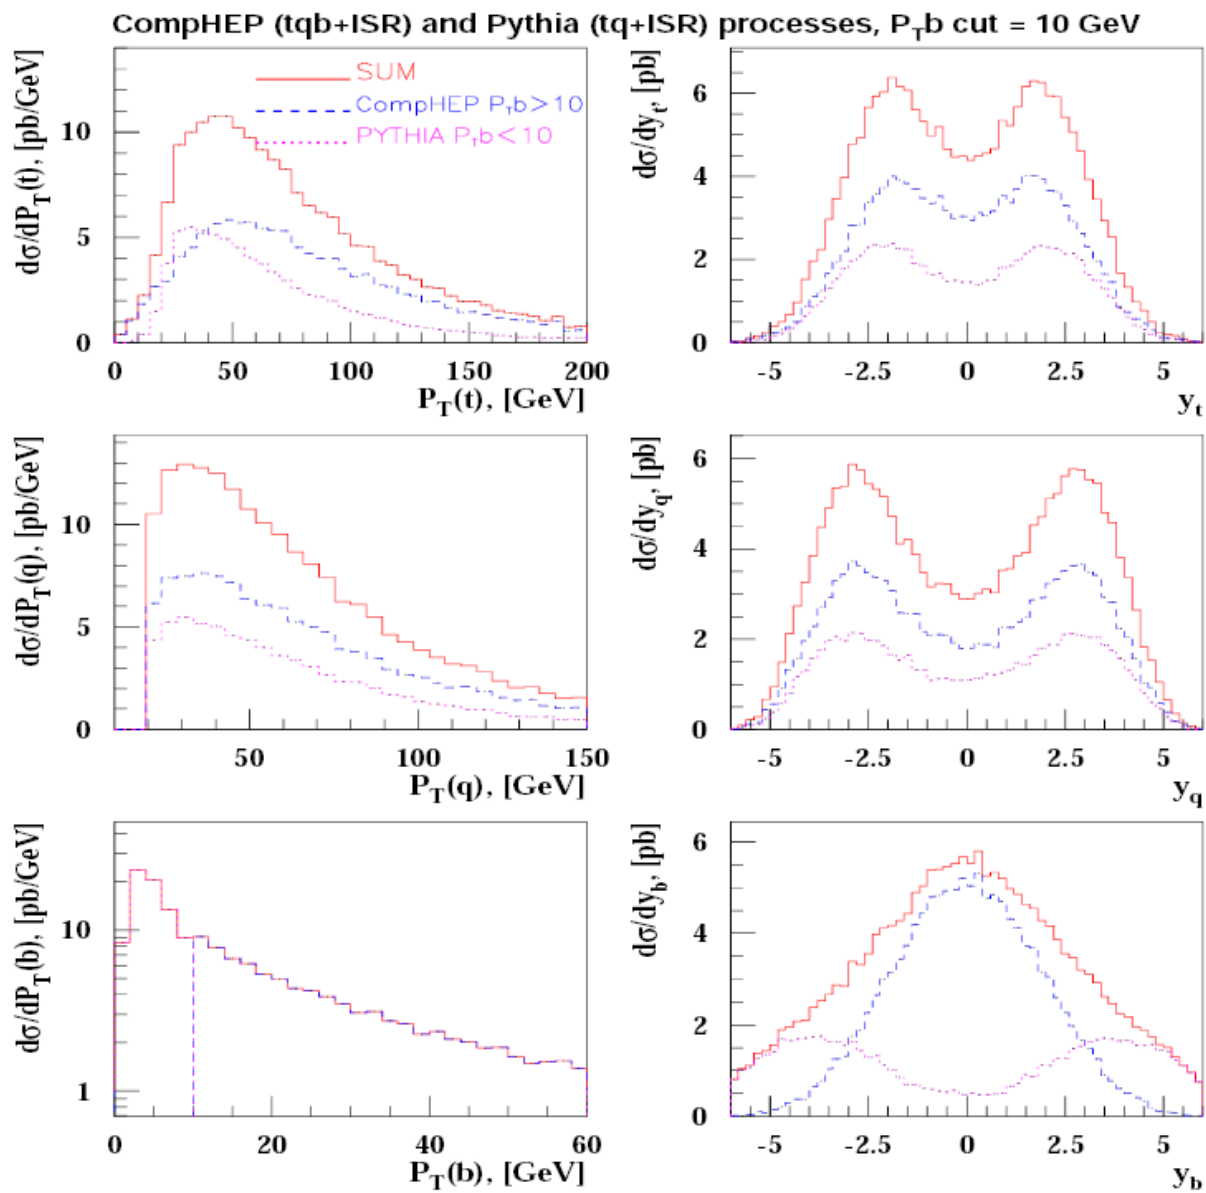 CompHEP (tqb+ISR) and Pythia (tq+ISR) processes, P_Tb cut = 10 GeV
dσ/dP_T(t), [pb/GeV]
10
5
0
SUM
CompHEP P_Tb>10
PYTHIA P_Tb<10
0 50 100 150 200
P_T(t), [GeV]
dσ/dy_t, [pb]
6
4
2
0
-5 -2.5 0 2.5 5
y_t
dσ/dP_T(q), [pb/GeV]
10
5
0
50 100 150
P_T(q), [GeV]
dσ/dy_q, [pb]
6
4
2
0
-5 -2.5 0 2.5 5
y_q
dσ/dP_T(b), [pb/GeV]
10
1
0 20 40 60
P_T(b), [GeV]
dσ/dy_b, [pb]
6
4
2
0
-5 -2.5 0 2.5 5
y_b